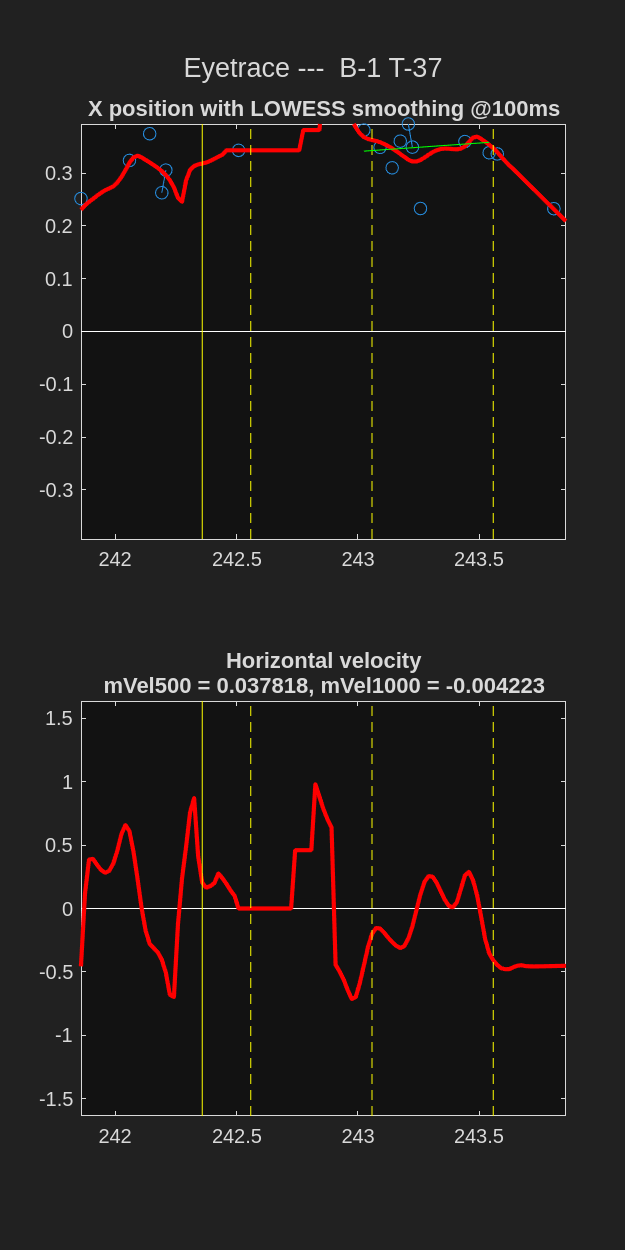 Eyetrace ---  B-1 T-37
X position with LOWESS smoothing @100ms
0.3
0.2
0.1
0
-0.1
-0.2
-0.3
242 242.5 243 243.5
Horizontal velocity
mVel500 = 0.037818, mVel1000 = -0.004223
1.5
1
0.5
0
-0.5
-1
-1.5
242 242.5 243 243.5